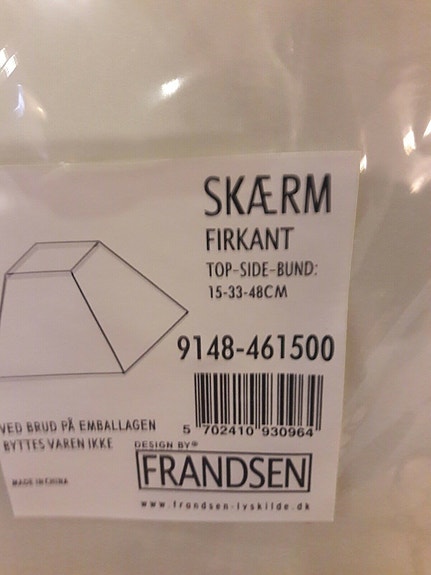 SKÆRM
FIRKANT
TOP-SIDE-BUND:
15-33-48CM
9148-461500
5 702410 930964
VED BRUD PÅ EMBALLAGEN
BYTTES VAREN IKKE
MADE IN CHINA
DESIGN BY®
FRANDSEN
www.frandsen-lyskilde.dk